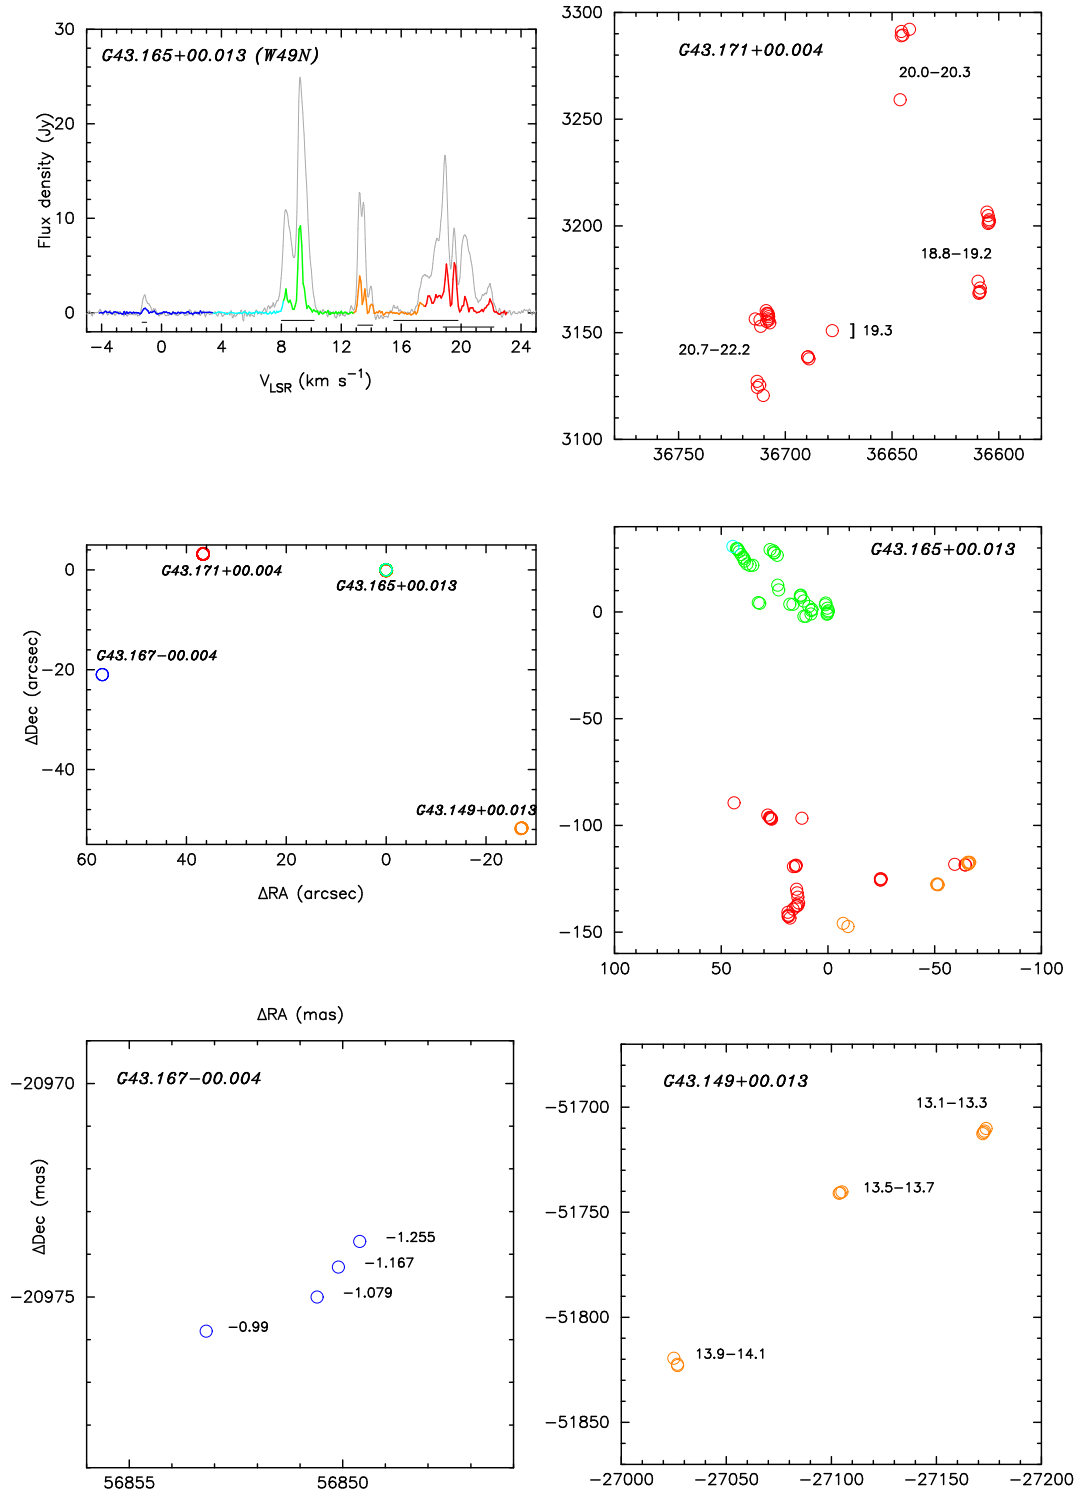 G43.165+00.013 (W49N)
30
20
10
0
Flux density (Jy)
−4 0 4 8 12 16 20 24
V_LSR (km s⁻¹)
G43.171+00.004
3300
3250
3200
3150
3100
20.0−20.3
18.8−19.2
] 19.3
20.7−22.2
36750 36700 36650 36600
G43.171+00.004
G43.165+00.013
G43.167−00.004
G43.149+00.013
0
−20
−40
ΔDec (arcsec)
60 40 20 0 −20
ΔRA (arcsec)
G43.165+00.013
0
−50
−100
−150
100 50 0 −50 −100
ΔRA (mas)
G43.167−00.004
−20970
−20975
ΔDec (mas)
−1.255
−1.167
−1.079
−0.99
56855 56850
G43.149+00.013
−51700
−51750
−51800
−51850
13.1−13.3
13.5−13.7
13.9−14.1
−27000 −27050 −27100 −27150 −27200